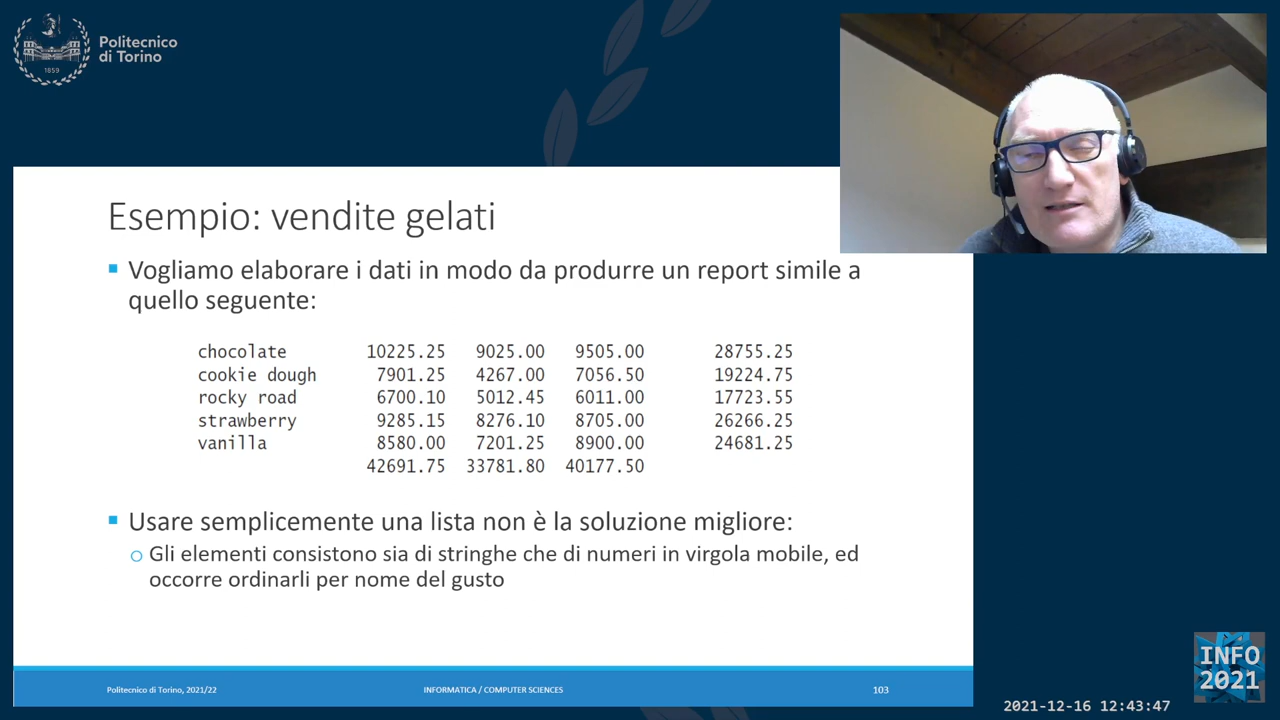 Politecnico
di Torino
1859
Esempio: vendite gelati
Vogliamo elaborare i dati in modo da produrre un report simile a
quello seguente:
chocolate 10225.25 9025.00 9505.00 28755.25
cookie dough 7901.25 4267.00 7056.50 19224.75
rocky road 6700.10 5012.45 6011.00 17723.55
strawberry 9285.15 8276.10 8705.00 26266.25
vanilla 8580.00 7201.25 8900.00 24681.25
42691.75 33781.80 40177.50
Usare semplicemente una lista non è la soluzione migliore:
Gli elementi consistono sia di stringhe che di numeri in virgola mobile, ed
occorre ordinarli per nome del gusto
Politecnico di Torino, 2021/22 INFORMATICA / COMPUTER SCIENCES 103
INFO
2021
2021-12-16 12:43:47